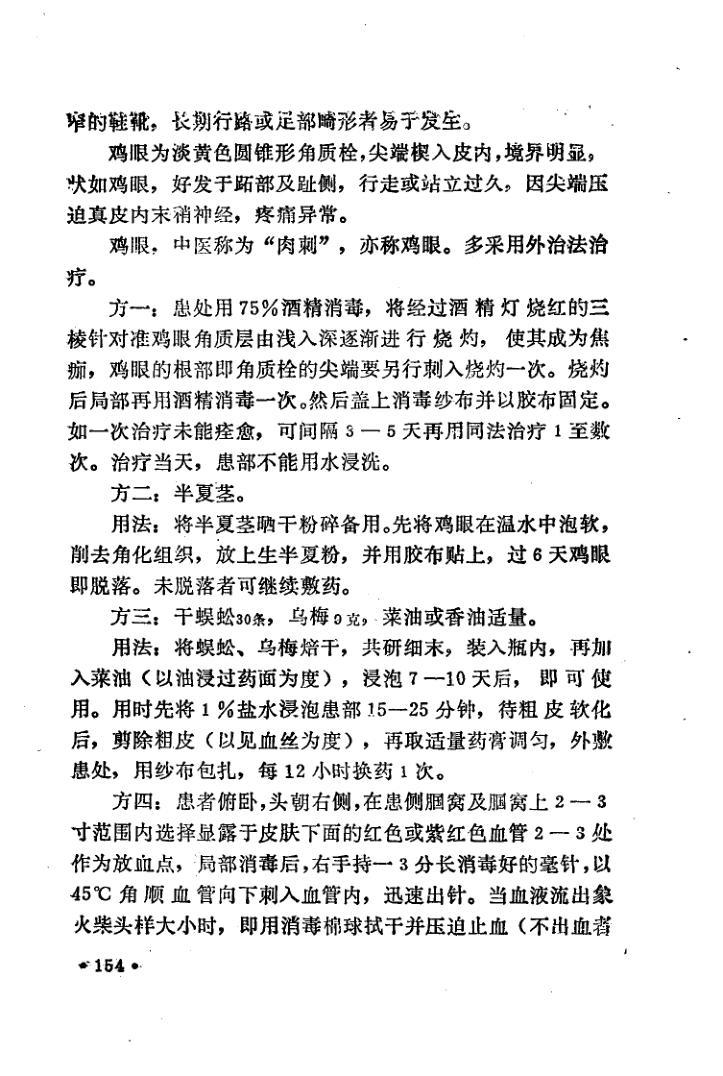 窄的鞋靴，长期行路或足部畸形者易于发生。
鸡眼为淡黄色圆锥形角质栓，尖端楔入皮内，境界明显，
状如鸡眼，好发于跖部及趾侧，行走或站立过久，因尖端压
迫真皮内末稍神经，疼痛异常。
鸡眼，中医称为“肉刺”，亦称鸡眼。多采用外治法治
疗。
方一：患处用75%酒精消毒，将经过酒精灯烧红的三
棱针对准鸡眼角质层由浅入深逐渐进行烧灼，使其成为焦
痂，鸡眼的根部即角质栓的尖端要另行刺入烧灼一次。烧灼
后局部再用酒精消毒一次。然后盖上消毒纱布并以胶布固定。
如一次治疗未能痊愈，可间隔3—5天再用同法治疗1至数
次。治疗当天，患部不能用水浸洗。
方二：半夏茎。
用法：将半夏茎晒干粉碎备用。先将鸡眼在温水中泡软，
削去角化组织，放上生半夏粉，并用胶布贴上，过6天鸡眼
即脱落。未脱落者可继续敷药。
方三：干蜈蚣30条，乌梅9克，菜油或香油适量。
用法：将蜈蚣、乌梅焙干，共研细末，装入瓶内，再加
入菜油（以油浸过药面为度），浸泡7—10天后，即可使
用。用时先将1%盐水浸泡患部15—25分钟，待粗皮软化
后，剪除粗皮（以见血丝为度），再取适量药膏调匀，外敷
患处，用纱布包扎，每12小时换药1次。
方四：患者俯卧，头朝右侧，在患侧腘窝及腘窝上2—3
寸范围内选择显露于皮肤下面的红色或紫红色血管2—3处
作为放血点，局部消毒后，右手持一3分长消毒好的毫针，以
45℃角顺血管向下刺入血管内，迅速出针。当血液流出象
火柴头样大小时，即用消毒棉球拭干并压迫止血（不出血者
•154•